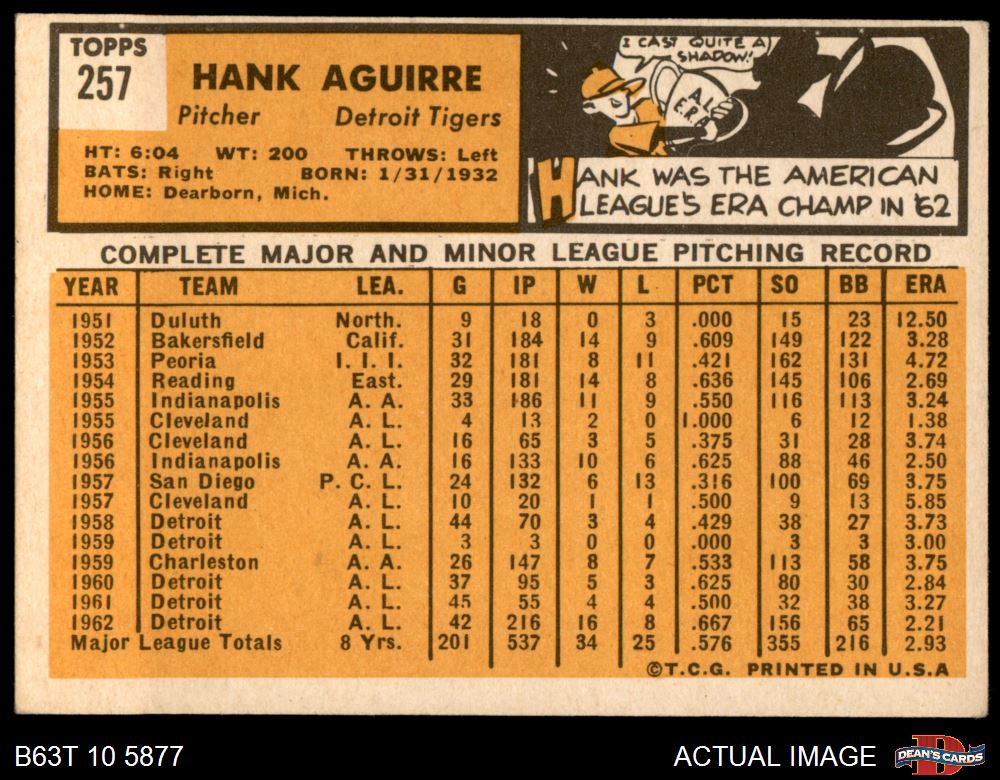 TOPPS
257
HANK AGUIRRE
Pitcher Detroit Tigers
HT: 6:04 WT: 200 THROWS: Left
BATS: Right BORN: 1/31/1932
HOME: Dearborn, Mich.
I CAST QUITE A
SHADOW!
A L
E.R.A.
HANK WAS THE AMERICAN
LEAGUE'S ERA CHAMP IN '62
COMPLETE MAJOR AND MINOR LEAGUE PITCHING RECORD
YEAR TEAM LEA. G IP W L PCT SO BB ERA
1951 Duluth North. 9 18 0 3 .000 15 23 12.50
1952 Bakersfield Calif. 31 184 14 9 .609 149 122 3.28
1953 Peoria I. I. I. 32 181 8 11 .421 162 131 4.72
1954 Reading East. 29 181 14 8 .636 145 106 2.69
1955 Indianapolis A. A. 33 186 11 9 .550 116 113 3.24
1955 Cleveland A. L. 4 13 2 0 1.000 6 12 1.38
1956 Cleveland A. L. 16 65 3 5 .375 31 28 3.74
1956 Indianapolis A. A. 16 133 10 6 .625 88 46 2.50
1957 San Diego P. C. L. 24 132 6 13 .316 100 69 3.75
1957 Cleveland A. L. 10 20 1 1 .500 9 13 5.85
1958 Detroit A. L. 44 70 3 4 .429 38 27 3.73
1959 Detroit A. L. 3 3 0 0 .000 3 3 3.00
1959 Charleston A. A. 26 147 8 7 .533 113 58 3.75
1960 Detroit A. L. 37 95 5 3 .625 80 30 2.84
1961 Detroit A. L. 45 55 4 4 .500 32 38 3.27
1962 Detroit A. L. 42 216 16 8 .667 156 65 2.21
Major League Totals 8 Yrs. 201 537 34 25 .576 355 216 2.93
©T.C.G. PRINTED IN U.S.A
B63T 10 5877 ACTUAL IMAGE DEAN'S CARDS